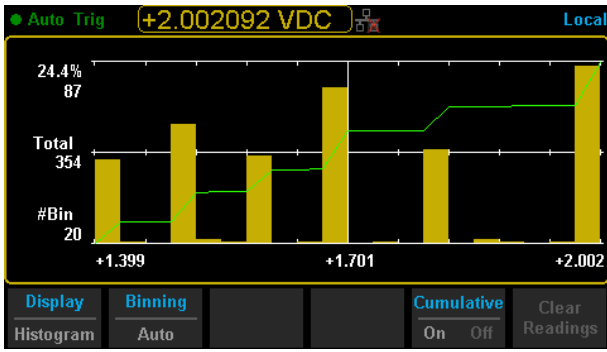 Auto Trig +2.002092 VDC Local
24.4%
87
Total
354
#Bin
20
+1.399 +1.701 +2.002
Display Binning Cumulative Clear
Histogram Auto On Off Readings